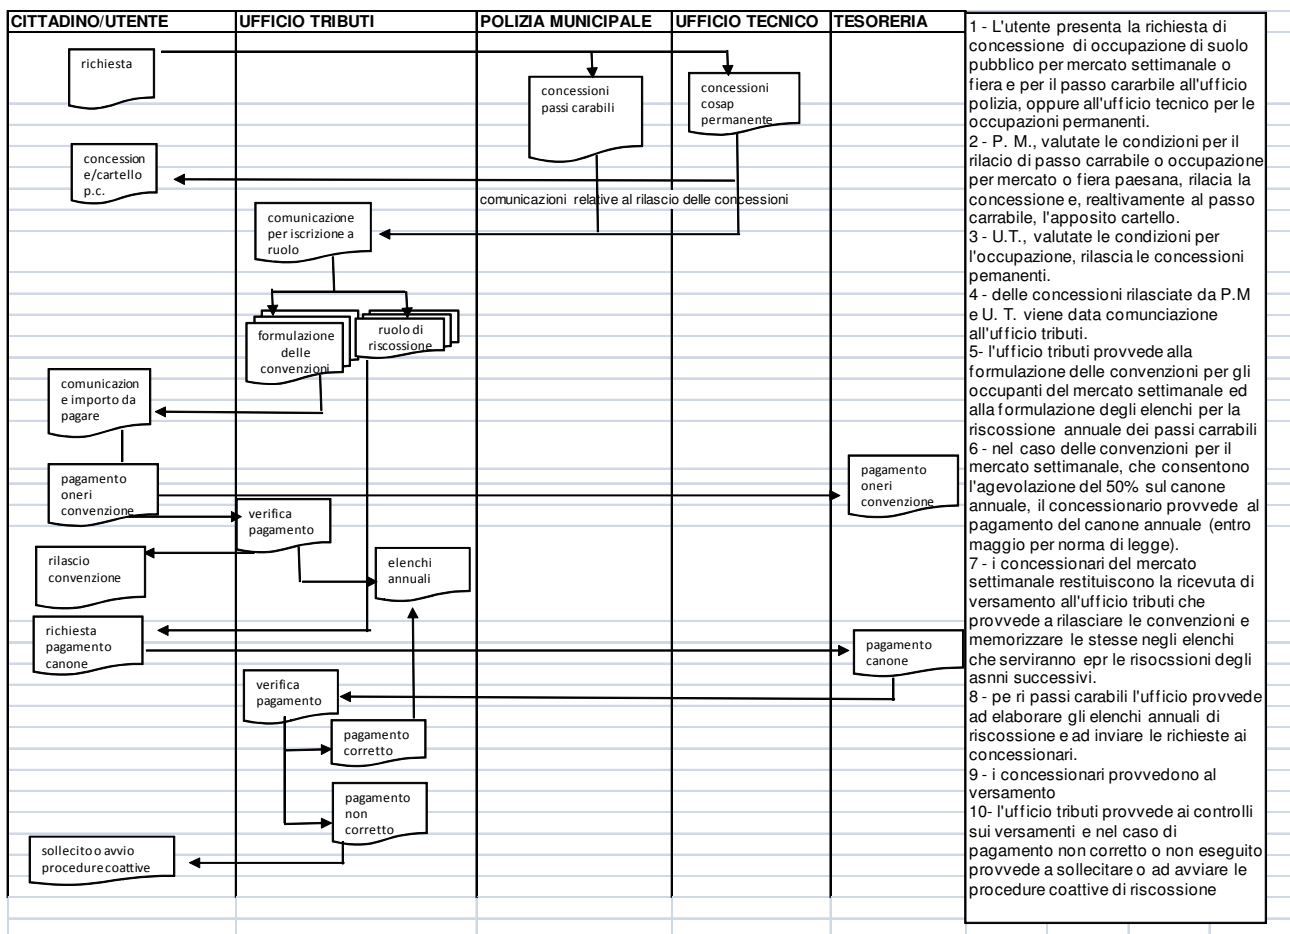 CITTADINO/UTENTE
UFFICIO TRIBUTI
POLIZIA MUNICIPALE
UFFICIO TECNICO
TESORERIA
richiesta
concessioni
passi carabili
concessioni
cosap
permanente
concession
e/cartello
p.c.
comunicazioni relative al rilascio delle concessioni
comunicazione
per iscrizione a
ruolo
formulazione
delle
convenzioni
ruolo di
riscossione
comunicazion
e importo da
pagare
pagamento
oneri
convenzione
pagamento
oneri
convenzione
verifica
pagamento
rilascio
convenzione
elenchi
annuali
richiesta
pagamento
canone
pagamento
canone
verifica
pagamento
pagamento
corretto
pagamento
non
corretto
sollecito o avvio
procedure coattive
1 - L'utente presenta la richiesta di
concessione di occupazione di suolo
pubblico per mercato settimanale o
fiera e per il passo cararbile all'ufficio
polizia, oppure all'ufficio tecnico per le
occupazioni permanenti.
2 - P. M., valutate le condizioni per il
rilacio di passo carrabile o occupazione
per mercato o fiera paesana, rilacia la
concessione e, realtivamente al passo
carrabile, l'apposito cartello.
3 - U.T., valutate le condizioni per
l'occupazione, rilascia le concessioni
pemanenti.
4 - delle concessioni rilasciate da P.M
e U. T. viene data comunciazione
all'ufficio tributi.
5- l'ufficio tributi provvede alla
formulazione delle convenzioni per gli
occupanti del mercato settimanale ed
alla formulazione degli elenchi per la
riscossione annuale dei passi carrabili
6 - nel caso delle convenzioni per il
mercato settimanale, che consentono
l'agevolazione del 50% sul canone
annuale, il concessionario provvede al
pagamento del canone annuale (entro
maggio per norma di legge).
7 - i concessionari del mercato
settimanale restituiscono la ricevuta di
versamento all'ufficio tributi che
provvede a rilasciare le convenzioni e
memorizzare le stesse negli elenchi
che serviranno epr le risocssioni degli
asnni successivi.
8 - pe ri passi carabili l'ufficio provvede
ad elaborare gli elenchi annuali di
riscossione e ad inviare le richieste ai
concessionari.
9 - i concessionari provvedono al
versamento
10- l'ufficio tributi provvede ai controlli
sui versamenti e nel caso di
pagamento non corretto o non eseguito
provvede a sollecitare o ad avviare le
procedure coattive di riscossione